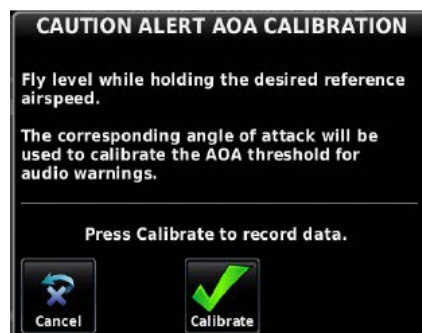 CAUTION ALERT AOA CALIBRATION
Fly level while holding the desired reference
airspeed.
The corresponding angle of attack will be
used to calibrate the AOA threshold for
audio warnings.
Press Calibrate to record data.
Cancel
Calibrate